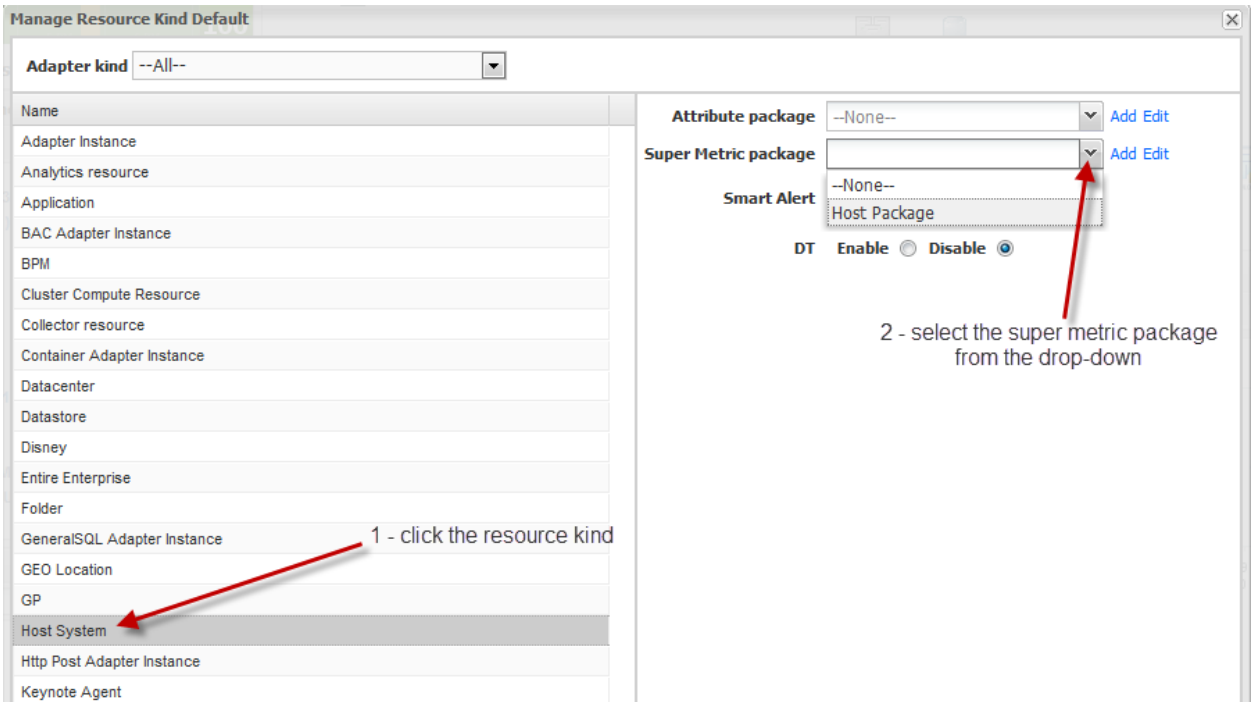 Manage Resource Kind Default
Adapter kind --All--
Name
Adapter Instance
Analytics resource
Application
BAC Adapter Instance
BPM
Cluster Compute Resource
Collector resource
Container Adapter Instance
Datacenter
Datastore
Disney
Entire Enterprise
Folder
GeneralSQL Adapter Instance
GEO Location
GP
Host System
Http Post Adapter Instance
Keynote Agent
1 - click the resource kind
Attribute package --None-- Add Edit
Super Metric package Add Edit
--None--
Smart Alert
Host Package
DT Enable Disable
2 - select the super metric package
from the drop-down